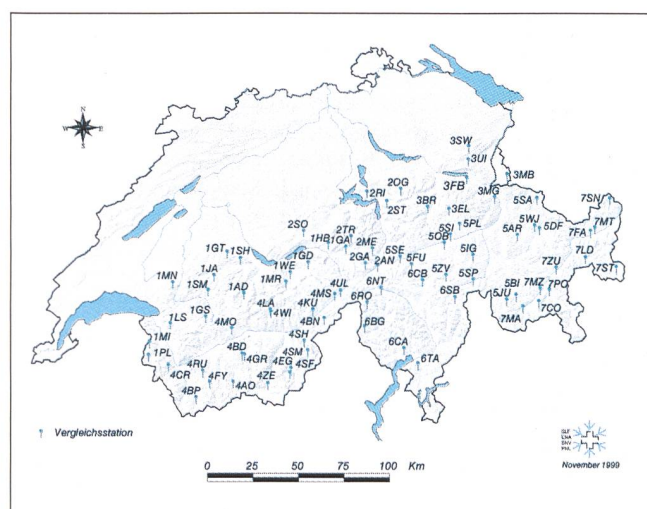 N
W E
S
3SW
3UI
3MB
2OG
3FB
2RI
3MG
7SN
2ST
3BR
5SA
3EL
7MT
2SO
2TR
5PL
5WJ
5DF
5SI
7FA
1HB
1GA
5OB
5AR
1GT
1SH
2ME
7LD
1GD
5SE
5IG
2GA
2AN
5FU
7ZU
7ST
1WE
1JA
1MN
1MR
6NT
6CB
5ZV
5SP
7MZ
1SM
1AD
4MS
4UL
5BI
7PO
6RO
6SB
5JU
4LA
4KU
7CO
4WI
7MA
1GS
4BN
1LS
6BG
4MO
1MI
4SH
6CA
4BD
4SM
1PL
4GR
4EG
4SF
6TA
4RU
4CR
4FY
4AO
4ZE
4BP
Vergleichsstation
0 25 50 75 100 Km
SLF
ENA
SNV
FNL
November 1999